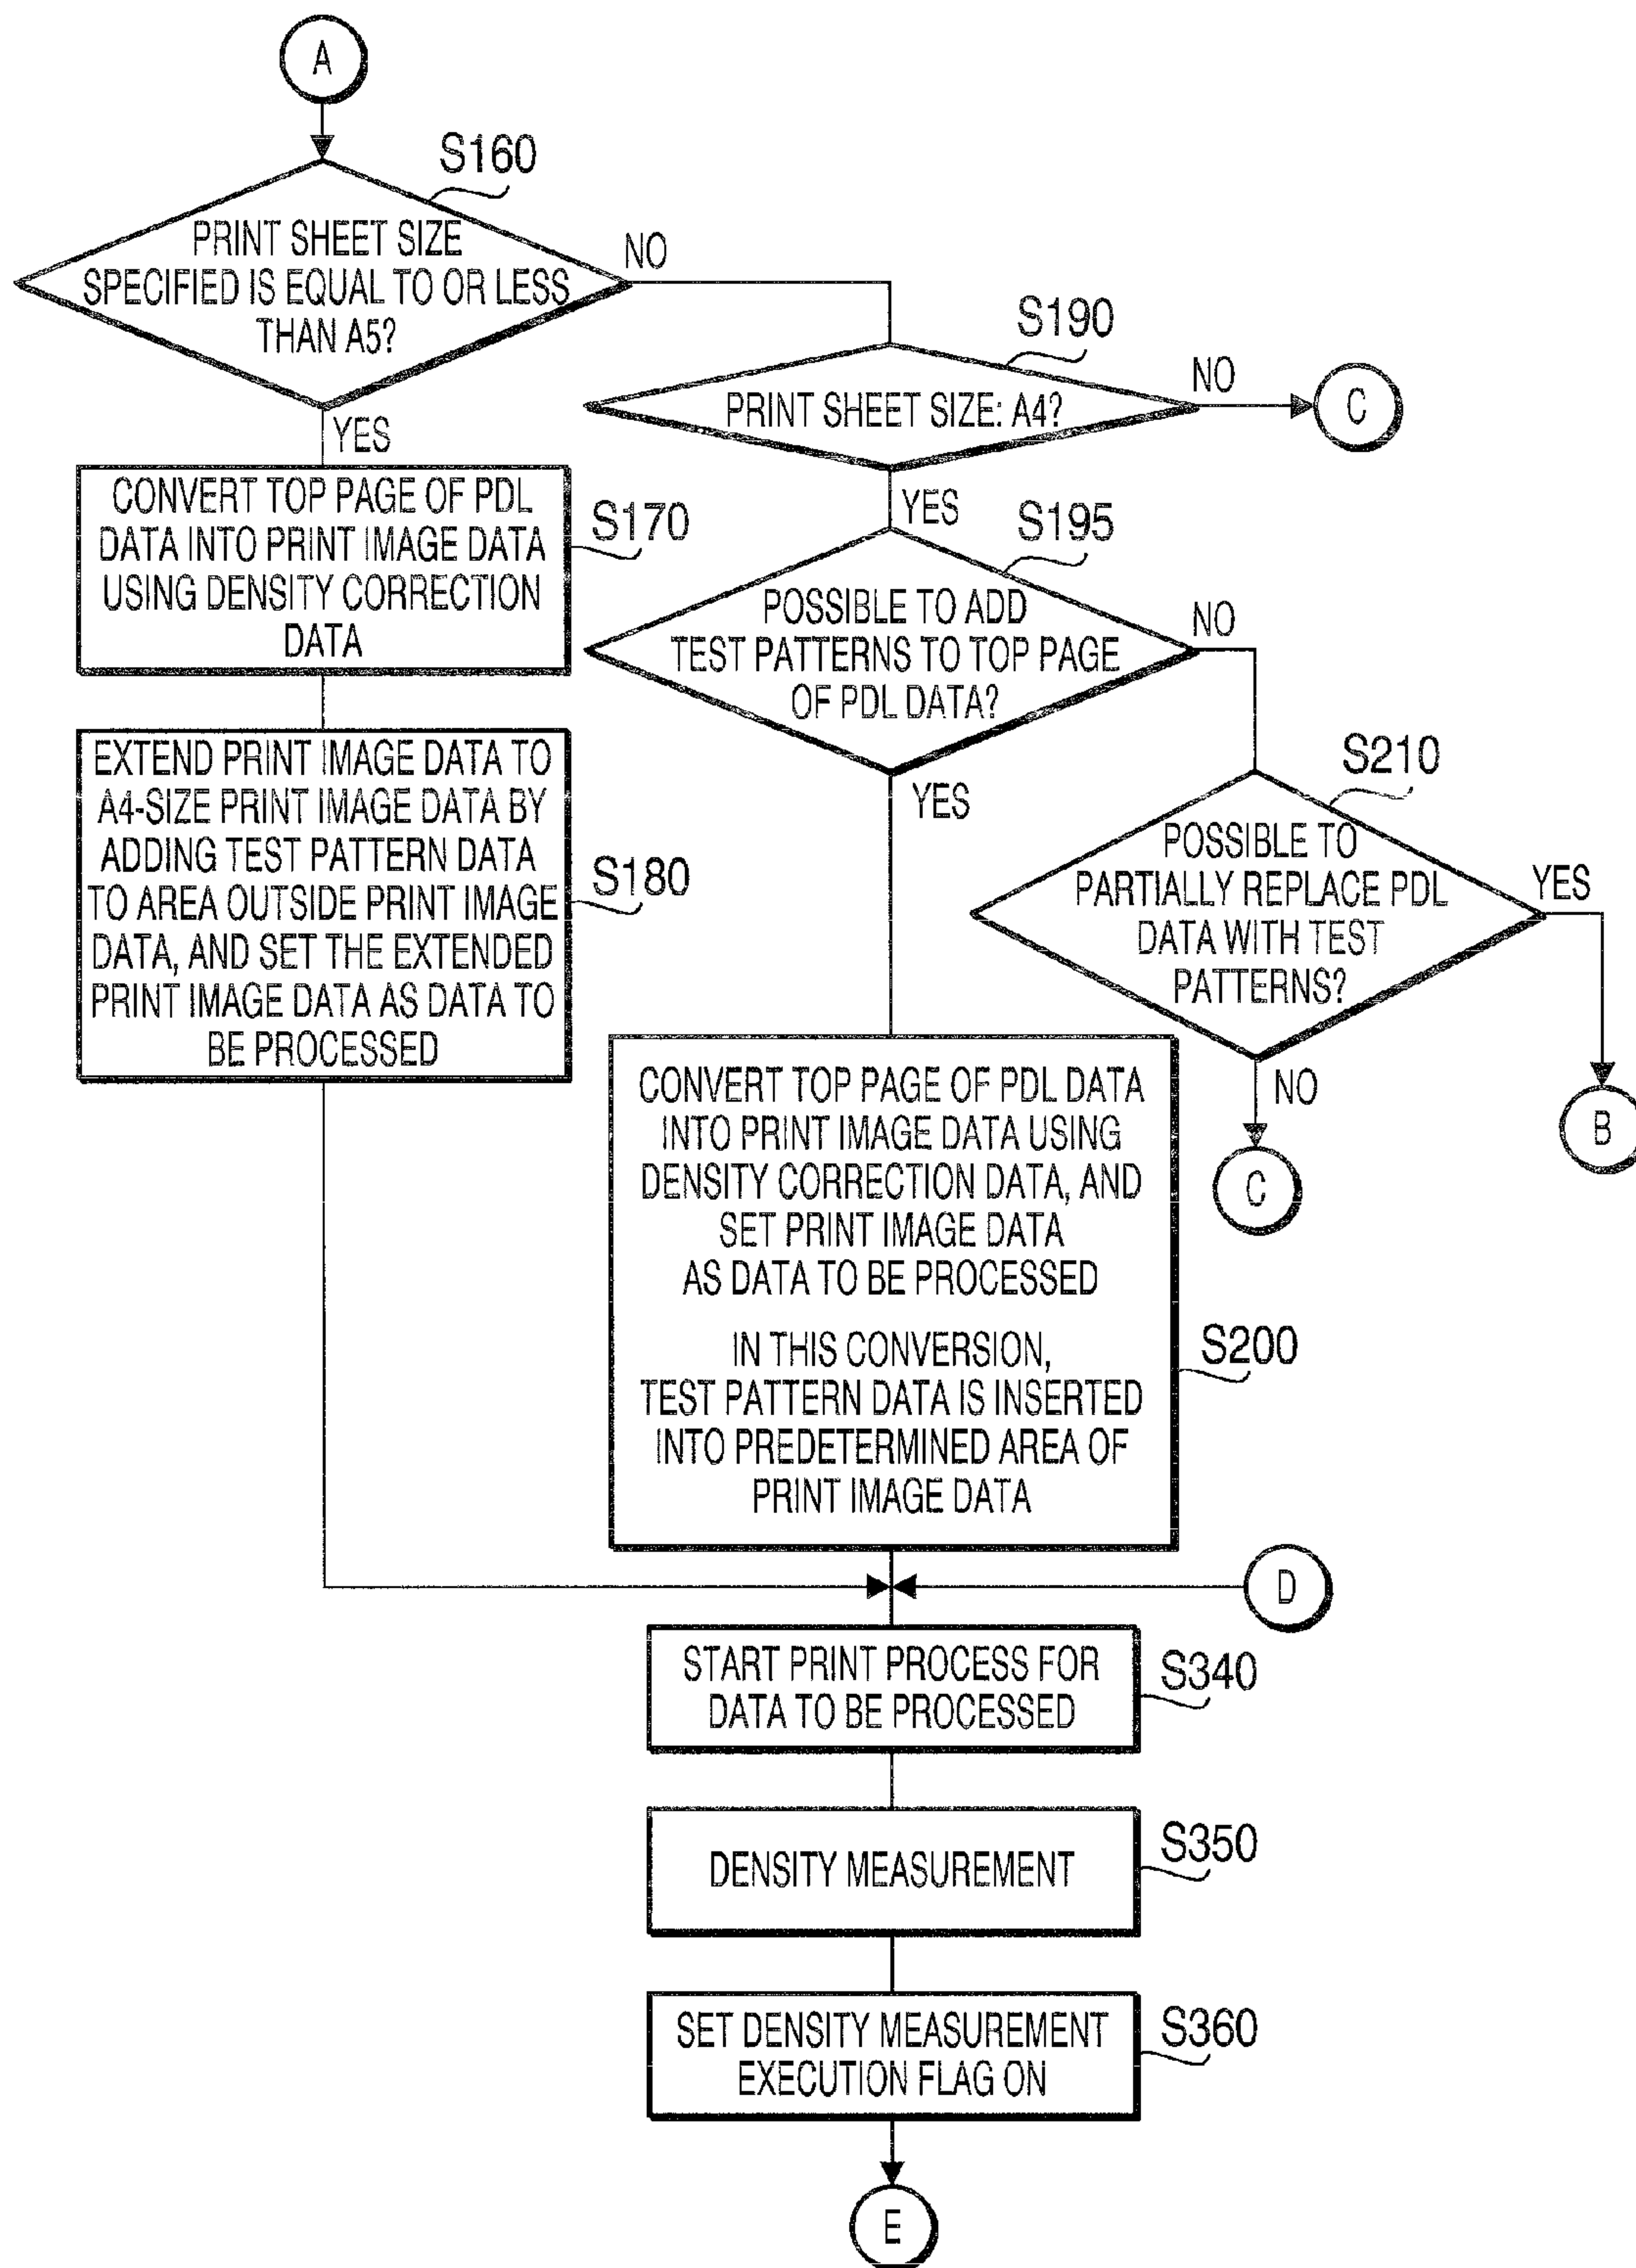 A
S160
PRINT SHEET SIZE
SPECIFIED IS EQUAL TO OR LESS
THAN A5?
NO
YES
S190
PRINT SHEET SIZE: A4?
NO
C
YES
CONVERT TOP PAGE OF PDL
DATA INTO PRINT IMAGE DATA
USING DENSITY CORRECTION
DATA
S170
S195
POSSIBLE TO ADD
TEST PATTERNS TO TOP PAGE
OF PDL DATA?
NO
YES
EXTEND PRINT IMAGE DATA TO
A4-SIZE PRINT IMAGE DATA BY
ADDING TEST PATTERN DATA
TO AREA OUTSIDE PRINT IMAGE
DATA, AND SET THE EXTENDED
PRINT IMAGE DATA AS DATA TO
BE PROCESSED
S180
S210
POSSIBLE TO
PARTIALLY REPLACE PDL
DATA WITH TEST
PATTERNS?
YES
NO
B
C
CONVERT TOP PAGE OF PDL DATA
INTO PRINT IMAGE DATA USING
DENSITY CORRECTION DATA, AND
SET PRINT IMAGE DATA
AS DATA TO BE PROCESSED
IN THIS CONVERSION,
TEST PATTERN DATA IS INSERTED
INTO PREDETERMINED AREA OF
PRINT IMAGE DATA
S200
D
START PRINT PROCESS FOR
DATA TO BE PROCESSED
S340
DENSITY MEASUREMENT
S350
SET DENSITY MEASUREMENT
EXECUTION FLAG ON
S360
E